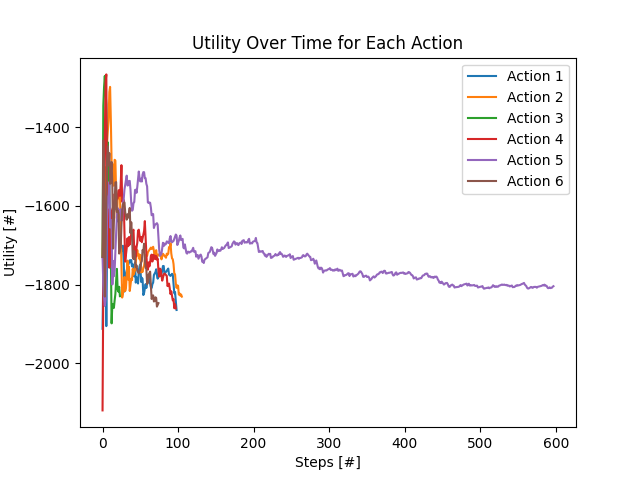 Utility Over Time for Each Action
Action 1
Action 2
Action 3
Action 4
Action 5
Action 6
−1400
−1600
−1800
−2000
Utility [#]
0 100 200 300 400 500 600
Steps [#]